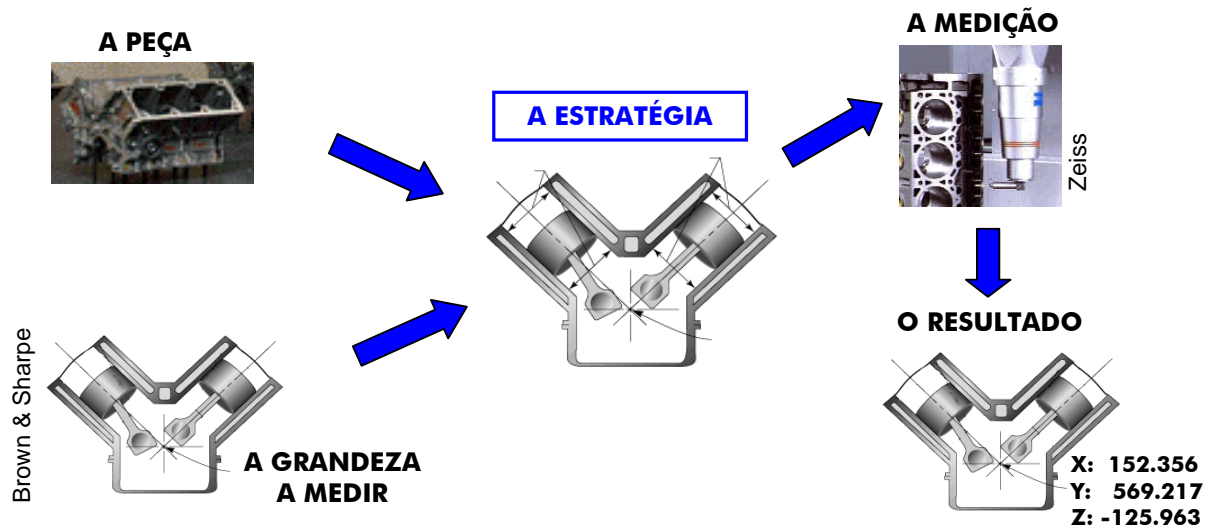 A PEÇA
A ESTRATÉGIA
A MEDIÇÃO
Zeiss
Brown & Sharpe
A GRANDEZA
A MEDIR
O RESULTADO
X: 152.356
Y: 569.217
Z: -125.963